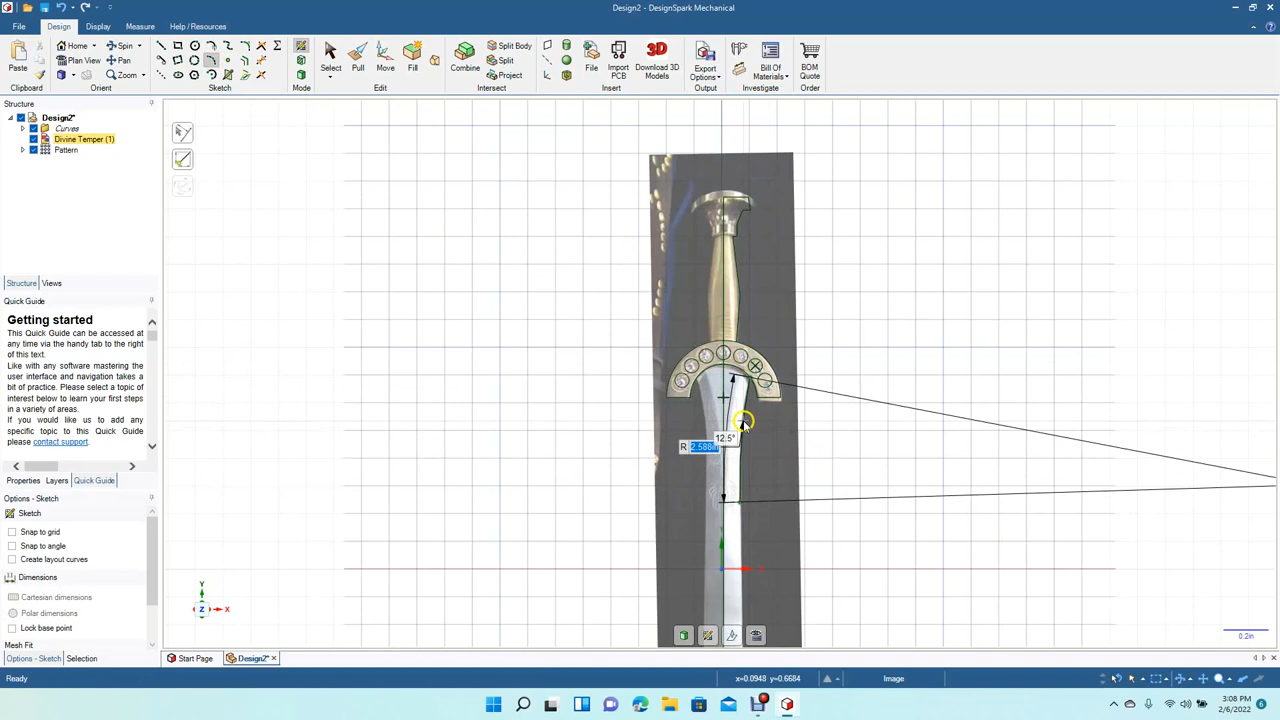 Design2 - DesignSpark Mechanical
File Design Display Measure Help / Resources
Paste
Home Spin
Plan View Pan
Zoom
Select Pull Move Fill
Combine
Split Body
Split
Project
File Import PCB Download 3D Models
Export Options Bill Of Materials BOM Quote
3D
Clipboard Orient Sketch Mode Edit Intersect Insert Output Investigate Order
Structure
Design2*
Curves
Divine Temper (1)
Pattern
Structure Views
Quick Guide
Getting started
This Quick Guide can be accessed at
any time via the handy tab to the right
of this text.
Like with any software mastering the
user interface and navigation takes a
bit of practice. Please select a topic of
interest below to learn your first steps
in a variety of areas.
If you would like us to add any
specific topic to this Quick Guide
please contact support.
Properties Layers Quick Guide
Options - Sketch
Sketch
Snap to grid
Snap to angle
Create layout curves
Dimensions
Cartesian dimensions
Polar dimensions
Lock base point
Mesh Fit
Options - Sketch Selection
12.5°
R 2.588in
Y
Z X
0.2in
Start Page Design2*
Ready
x=0.0948 y=0.6684
Image
3:08 PM
2/6/2022